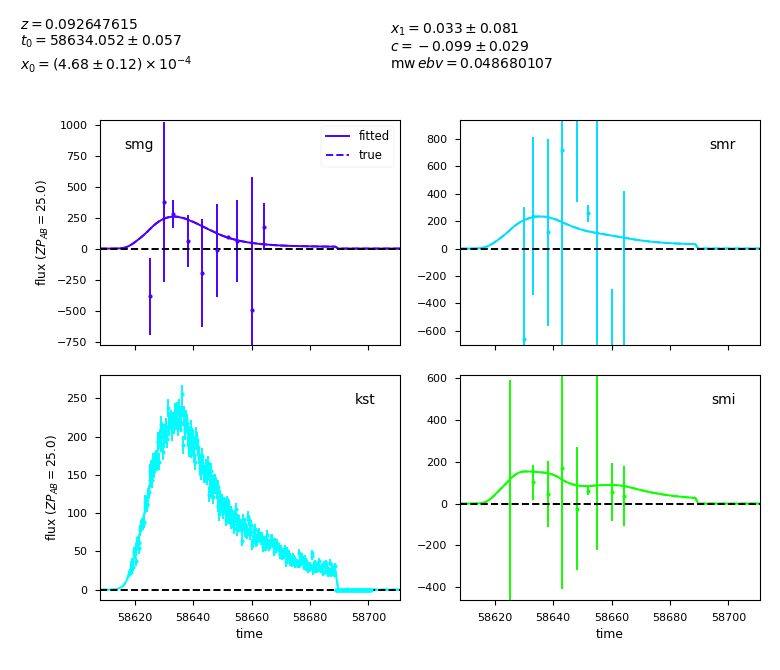 z = 0.092647615
t₀ = 58634.052 ± 0.057
x₀ = (4.68 ± 0.12) × 10⁻⁴
x₁ = 0.033 ± 0.081
c = −0.099 ± 0.029
mw ebv = 0.048680107
smg
fitted
true
1000
750
500
250
0
−250
−500
−750
flux (ZP_AB = 25.0)
smr
800
600
400
200
0
−200
−400
−600
kst
250
200
150
100
50
0
flux (ZP_AB = 25.0)
58620 58640 58660 58680 58700
time
smi
600
400
200
0
−200
−400
58620 58640 58660 58680 58700
time